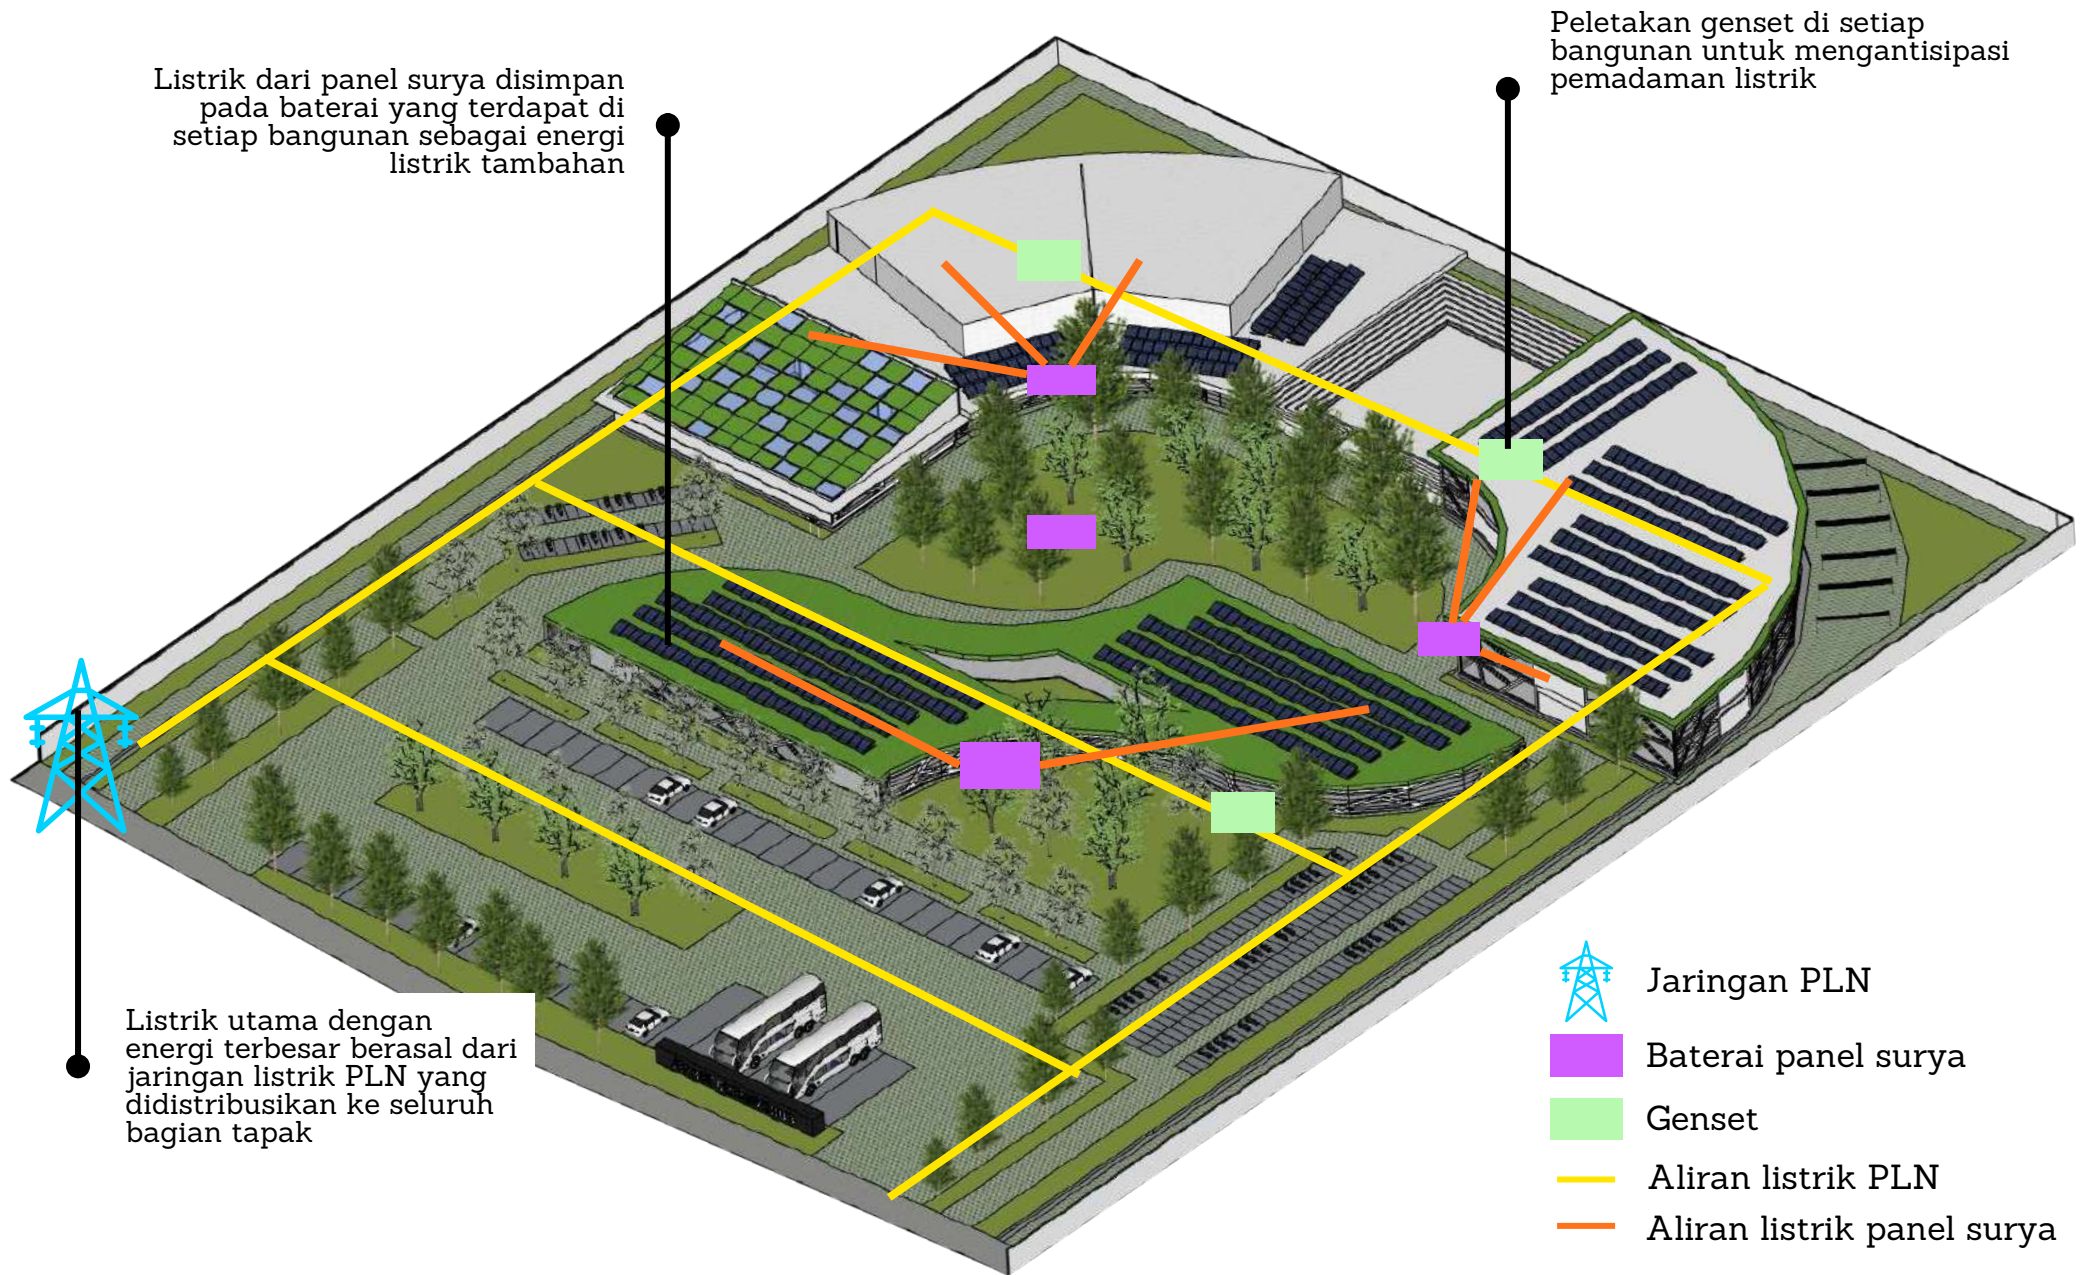 Listrik dari panel surya disimpan
pada baterai yang terdapat di
setiap bangunan sebagai energi
listrik tambahan
Peletakan genset di setiap
bangunan untuk mengantisipasi
pemadaman listrik
Listrik utama dengan
energi terbesar berasal dari
jaringan listrik PLN yang
didistribusikan ke seluruh
bagian tapak
Jaringan PLN
Baterai panel surya
Genset
Aliran listrik PLN
Aliran listrik panel surya